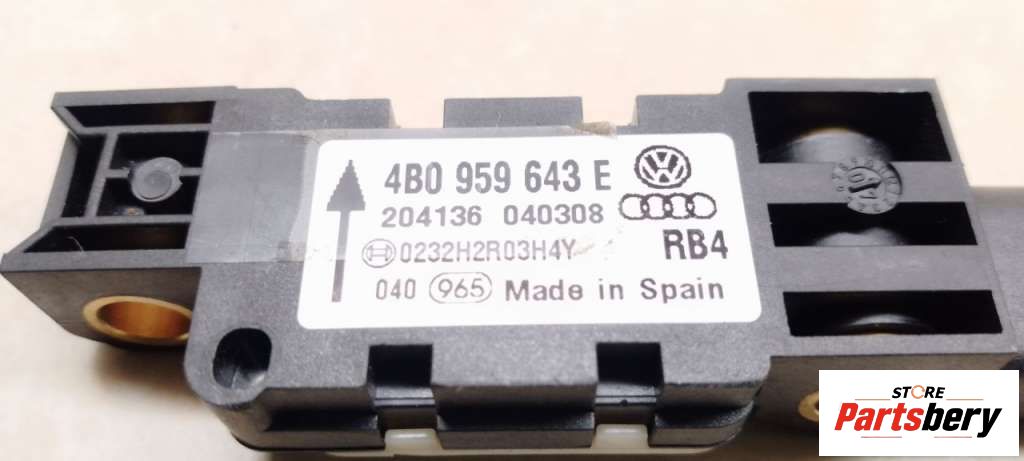 4B0 959 643 E
204136 040308
0232H2R03H4Y
RB4
040 965 Made in Spain
STORE
Partsbery